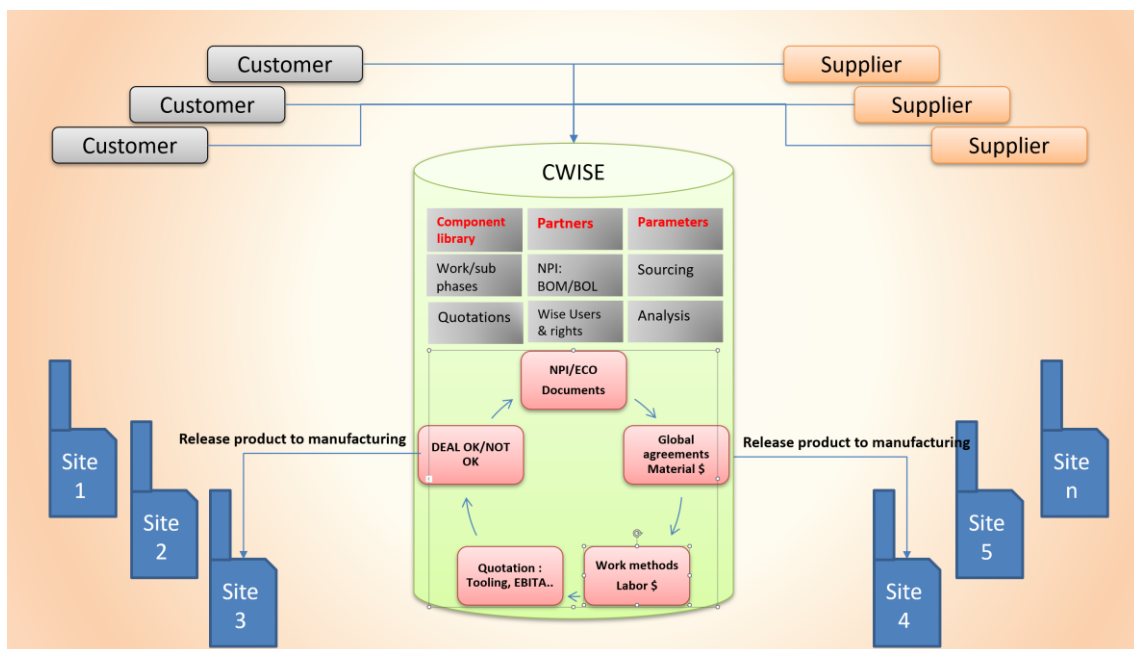 Customer
Supplier
Customer
Supplier
Customer
Supplier
CWISE
Component
library
Partners
Parameters
Work/sub
phases
NPI:
BOM/BOL
Sourcing
Quotations
Wise Users
& rights
Analysis
NPI/ECO
Documents
Release product to manufacturing
DEAL OK/NOT
OK
Global
agreements
Material $
Release product to manufacturing
Quotation :
Tooling, EBITA..
Work methods
Labor $
Site
1
Site
2
Site
3
Site
4
Site
5
Site
n